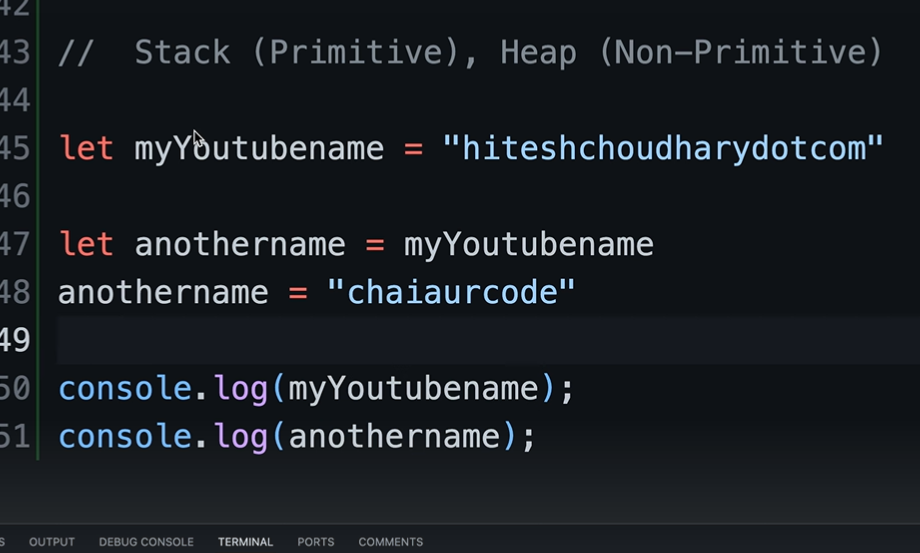 42
43 //  Stack (Primitive), Heap (Non-Primitive)
44
45 let myYoutubename = "hiteshchoudharydotcom"
46
47 let anothername = myYoutubename
48 anothername = "chaiaurcode"
49
50 console.log(myYoutubename);
51 console.log(anothername);
S OUTPUT DEBUG CONSOLE TERMINAL PORTS COMMENTS